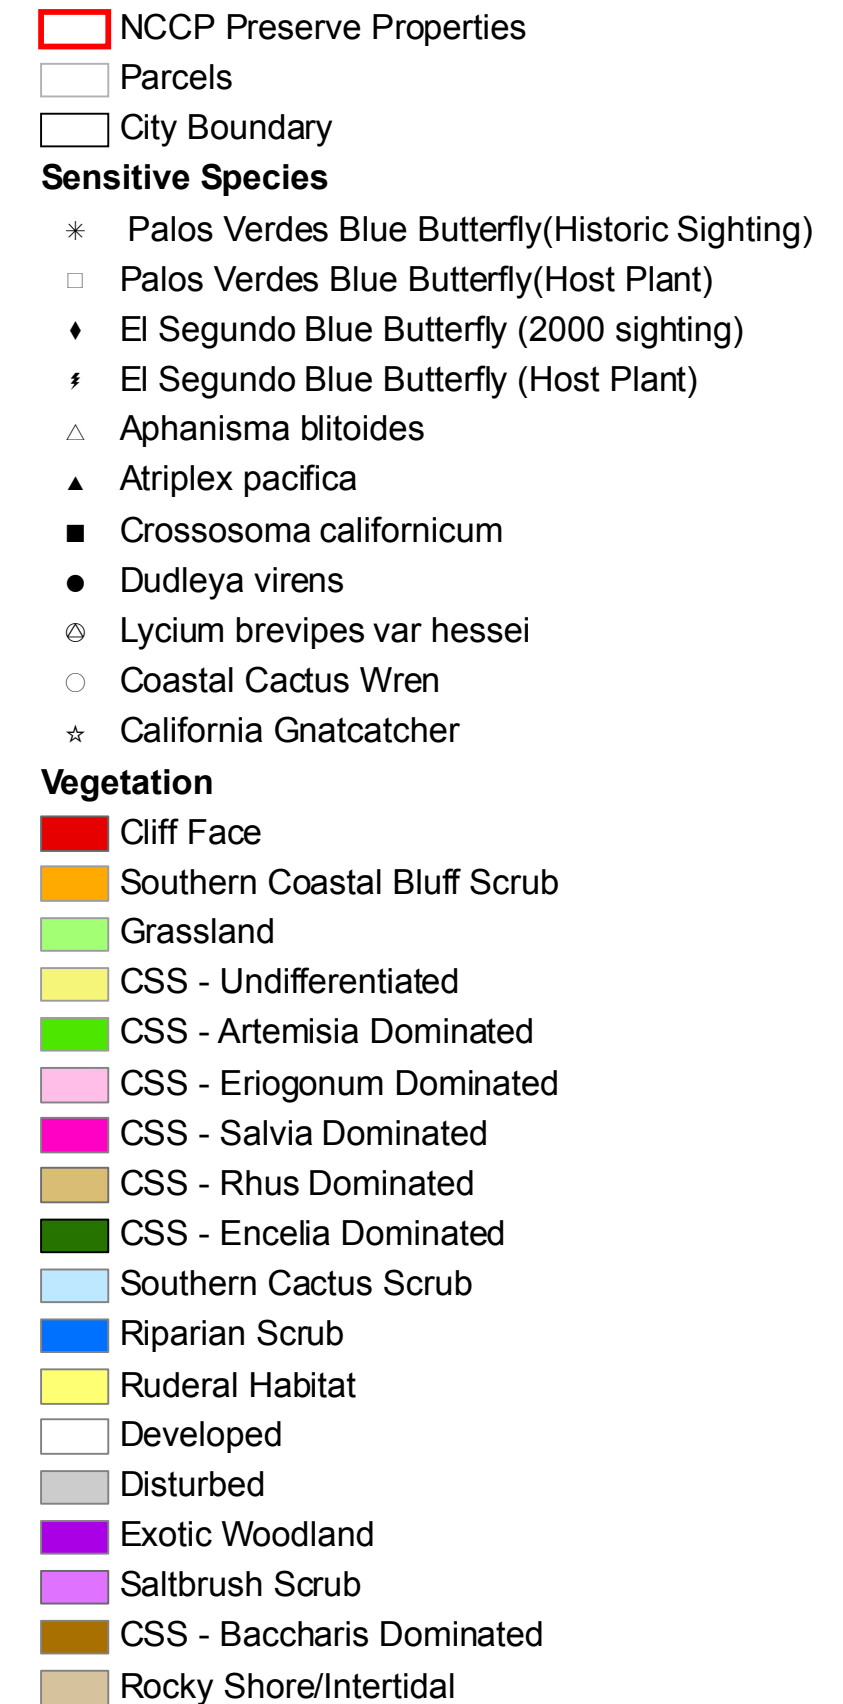 NCCP Preserve Properties
Parcels
City Boundary
Sensitive Species
Palos Verdes Blue Butterfly(Historic Sighting)
Palos Verdes Blue Butterfly(Host Plant)
El Segundo Blue Butterfly (2000 sighting)
El Segundo Blue Butterfly (Host Plant)
Aphanisma blitoides
Atriplex pacifica
Crossosoma californicum
Dudleya virens
Lycium brevipes var hessei
Coastal Cactus Wren
California Gnatcatcher
Vegetation
Cliff Face
Southern Coastal Bluff Scrub
Grassland
CSS - Undifferentiated
CSS - Artemisia Dominated
CSS - Eriogonum Dominated
CSS - Salvia Dominated
CSS - Rhus Dominated
CSS - Encelia Dominated
Southern Cactus Scrub
Riparian Scrub
Ruderal Habitat
Developed
Disturbed
Exotic Woodland
Saltbrush Scrub
CSS - Baccharis Dominated
Rocky Shore/Intertidal